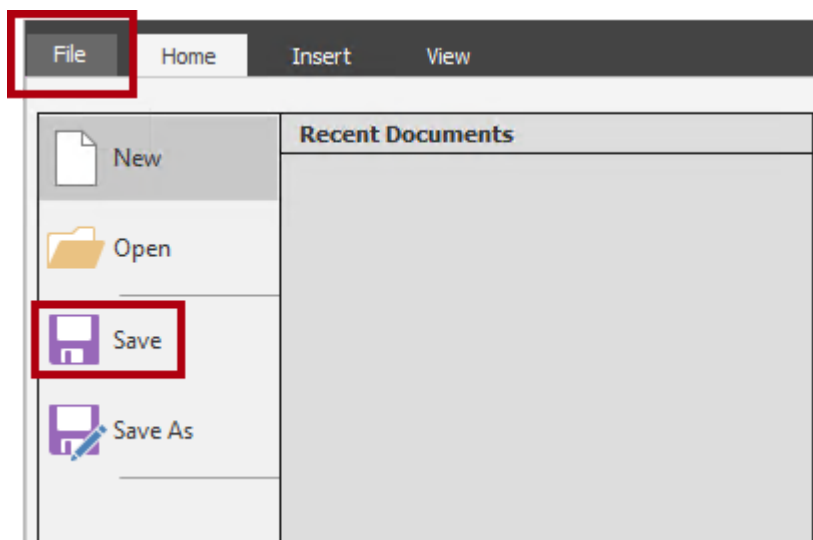 File Home Insert View
Recent Documents
New
Open
Save
Save As